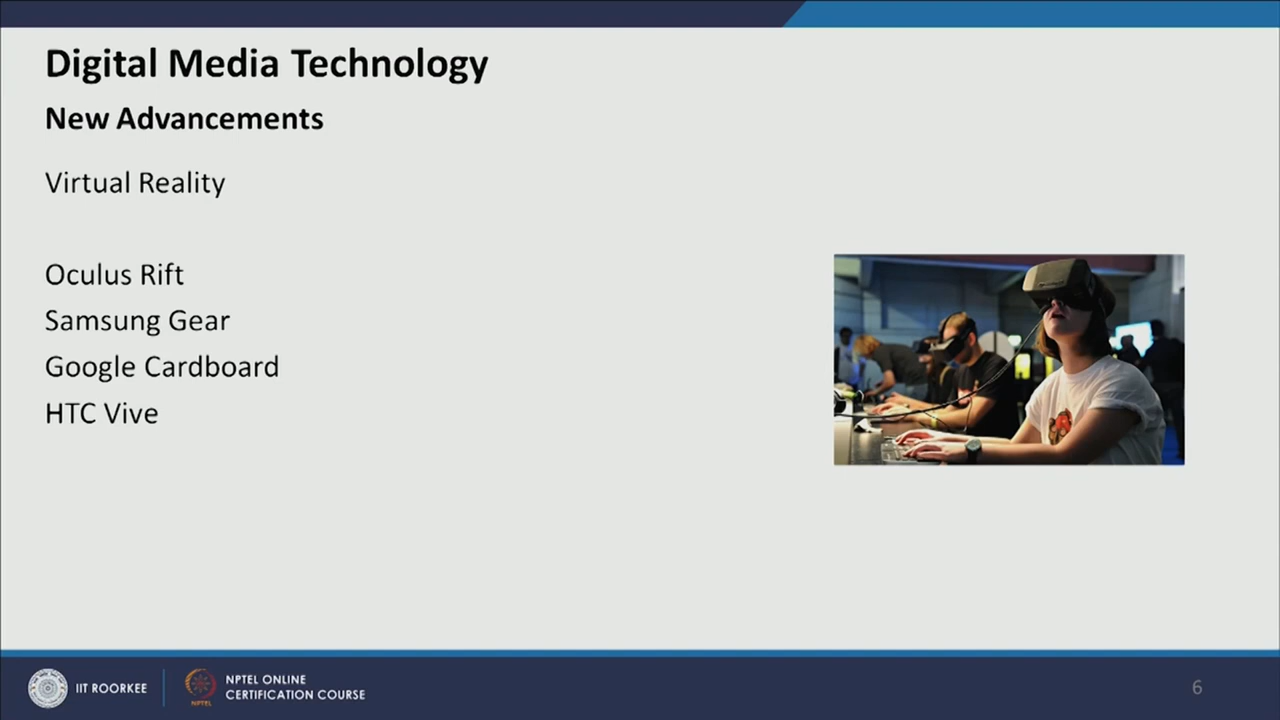 Digital Media Technology
New Advancements
Virtual Reality
Oculus Rift
Samsung Gear
Google Cardboard
HTC Vive
IIT ROORKEE
NPTEL
NPTEL ONLINE
CERTIFICATION COURSE
6